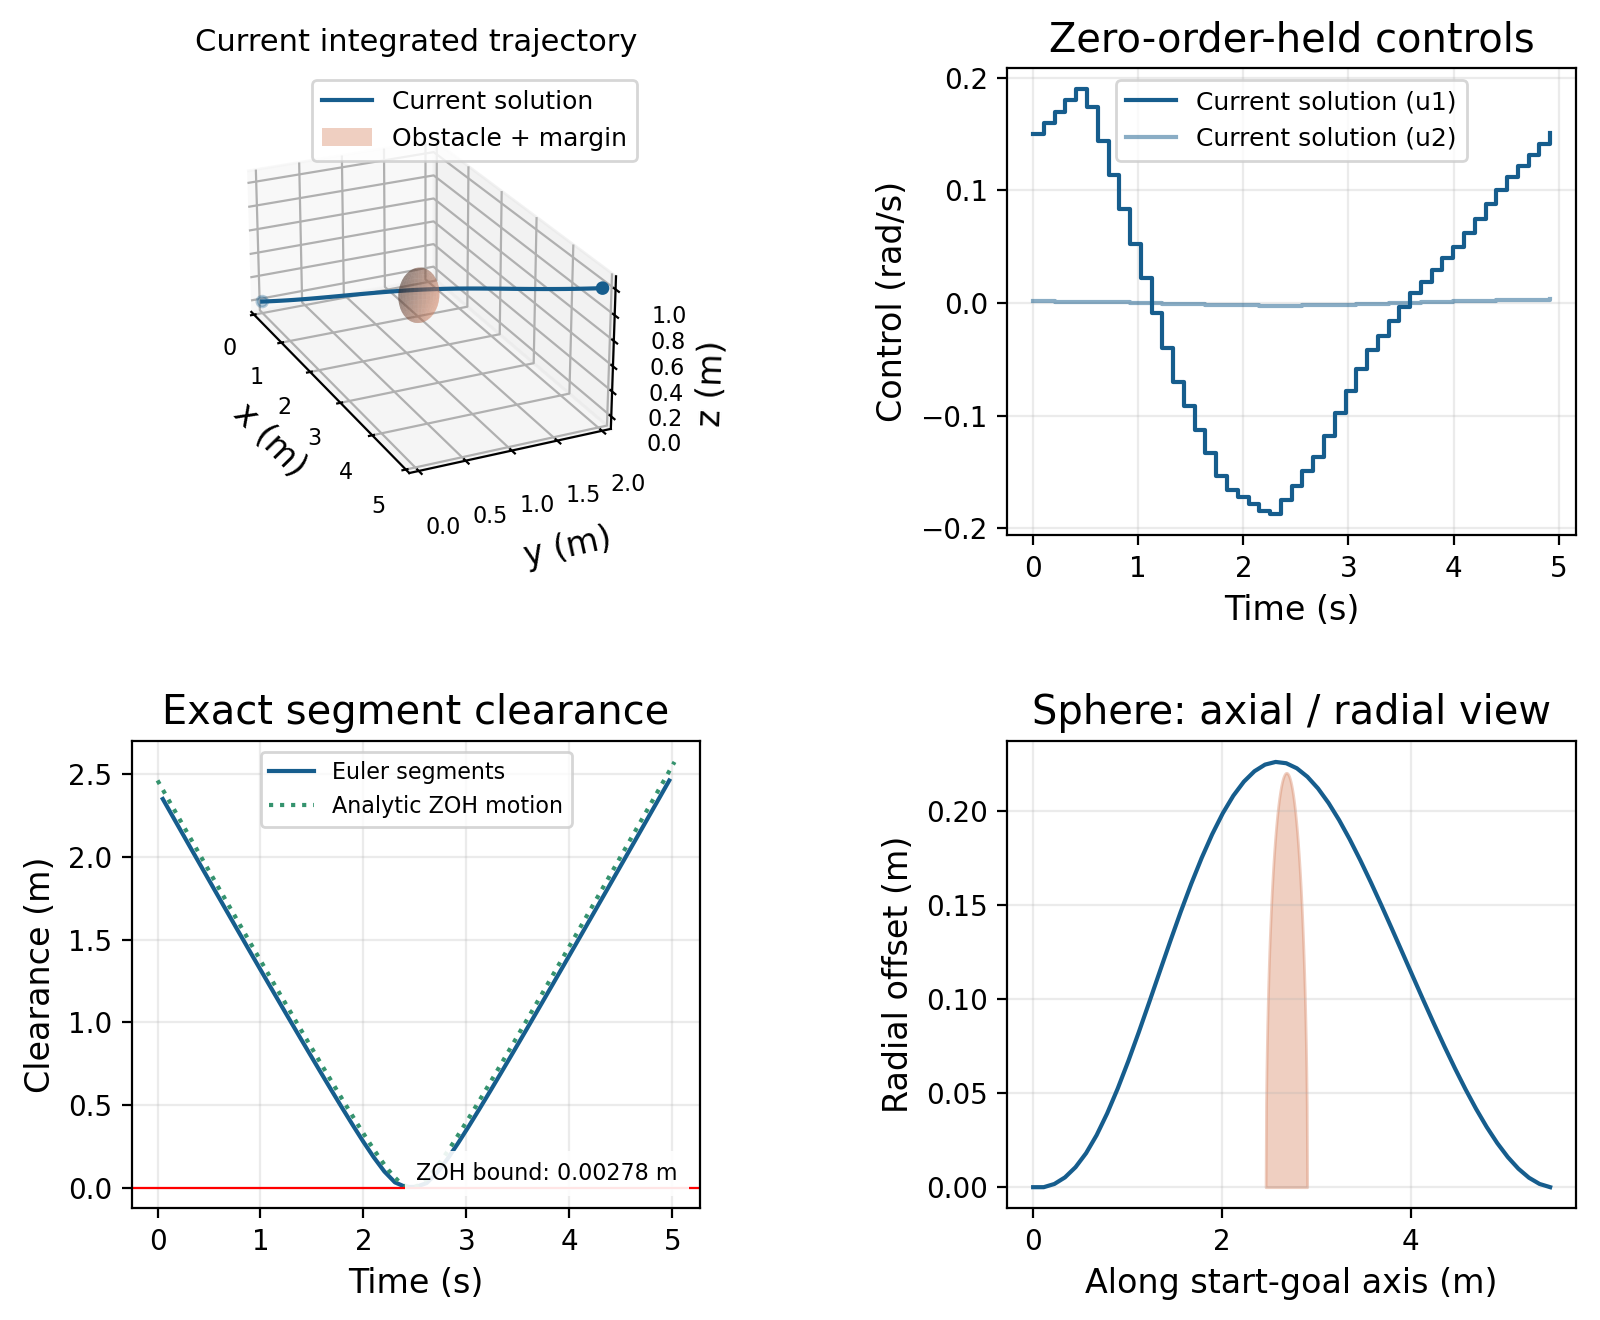 Current integrated trajectory
Current solution
Obstacle + margin
0
1
2
3
4
5
x (m)
0.0
0.5
1.0
1.5
2.0
y (m)
1.0
0.8
0.6
0.4
0.2
0.0
z (m)
Zero-order-held controls
Current solution (u1)
Current solution (u2)
0.2
0.1
0.0
−0.1
−0.2
Control (rad/s)
0 1 2 3 4 5
Time (s)
Exact segment clearance
Euler segments
Analytic ZOH motion
2.5
2.0
1.5
1.0
0.5
0.0
Clearance (m)
ZOH bound: 0.00278 m
0 1 2 3 4 5
Time (s)
Sphere: axial / radial view
0.20
0.15
0.10
0.05
0.00
Radial offset (m)
0 2 4
Along start-goal axis (m)